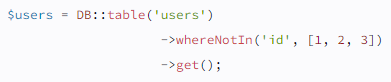 $users = DB::table('users')
->whereNotIn('id', [1, 2, 3])
->get();